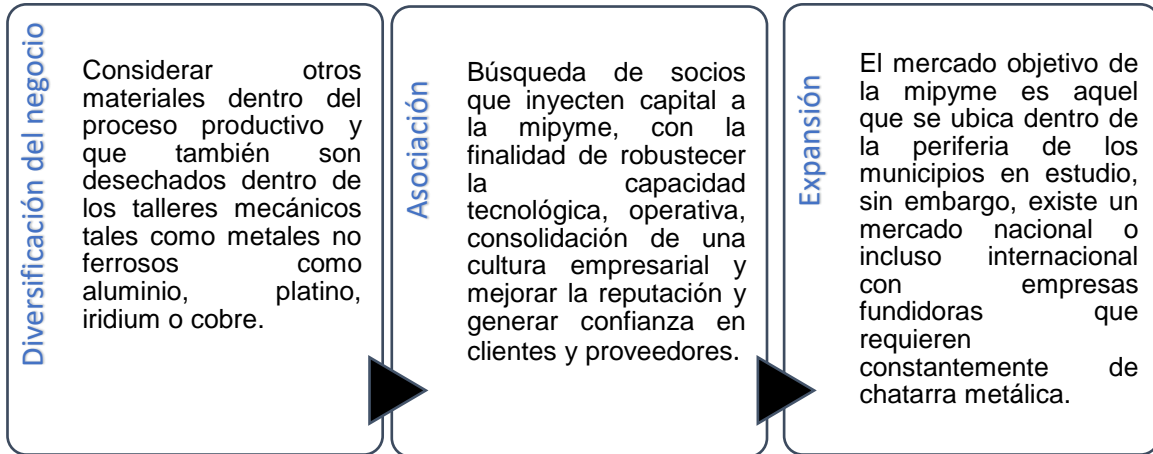 Diversificación del negocio
Considerar otros
materiales dentro del
proceso productivo y
que también son
desechados dentro de
los talleres mecánicos
tales como metales no
ferrosos como
aluminio, platino,
iridium o cobre.
Asociación
Búsqueda de socios
que inyecten capital a
la mipyme, con la
finalidad de robustecer
la capacidad
tecnológica, operativa,
consolidación de una
cultura empresarial y
mejorar la reputación y
generar confianza en
clientes y proveedores.
Expansión
El mercado objetivo de
la mipyme es aquel
que se ubica dentro de
la periferia de los
municipios en estudio,
sin embargo, existe un
mercado nacional o
incluso internacional
con empresas
fundidoras que
requieren
constantemente de
chatarra metálica.